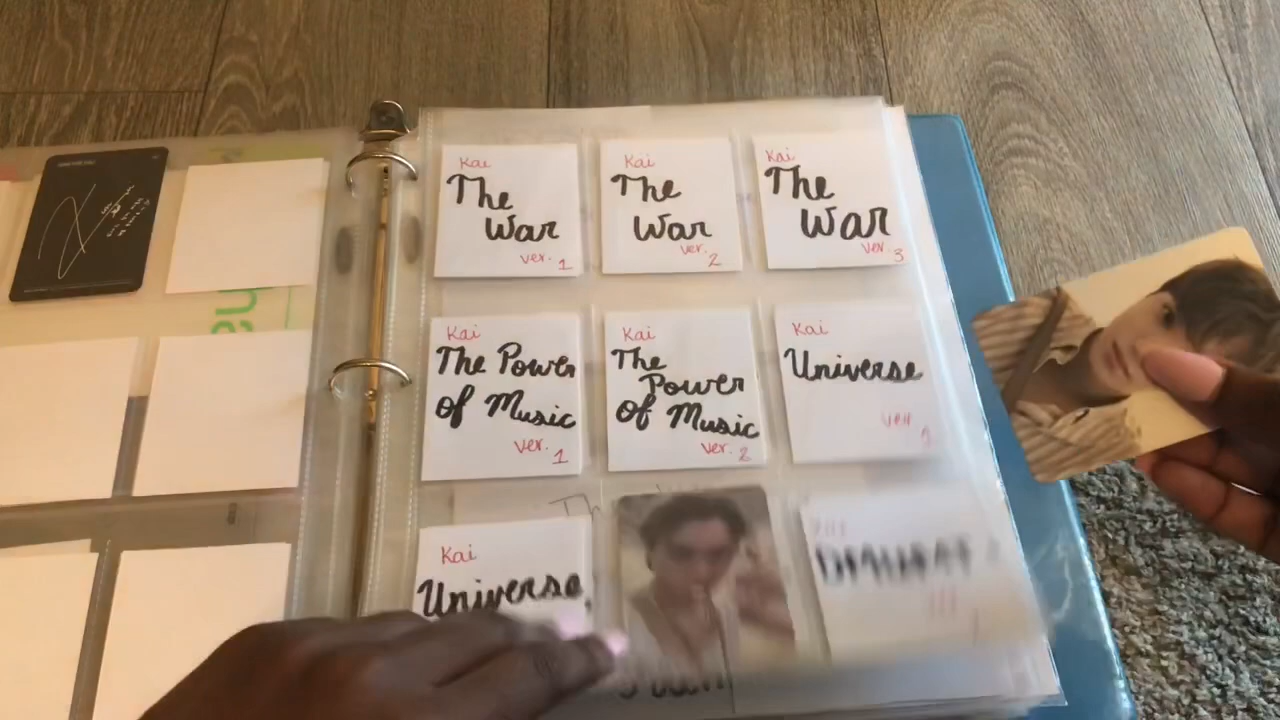 Kai
The
War
ver. 1
Kai
The
War
ver. 2
Kai
The
War
ver. 3
Kai
The Power
of Music
ver. 1
Kai
The
Power
of Music
ver. 2
Kai
Universe
ver.
Kai
Universe